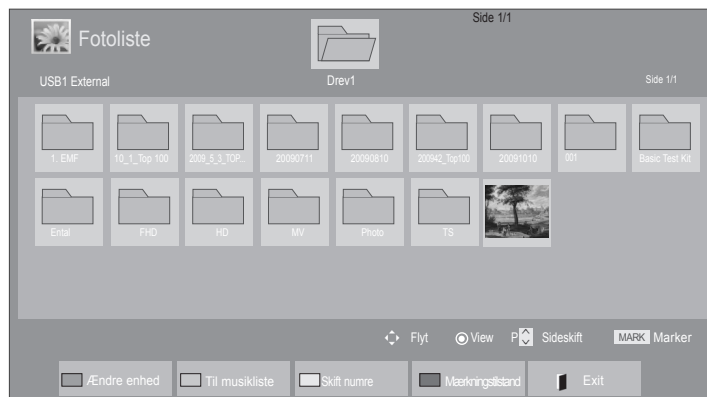 Side 1/1
Fotoliste
USB1 External
Drev1
Side 1/1
1. EMF
10_1_Top 100
2009_5_3_TOP...
20090711
20090810
200942_Top100
20091010
001
Basic Test Kit
Ental
FHD
HD
MV
Photo
TS
Flyt
View
P
Sideskift
MARK Marker
Ændre enhed
Til musikliste
Skift numre
Mærkningstilstand
Exit